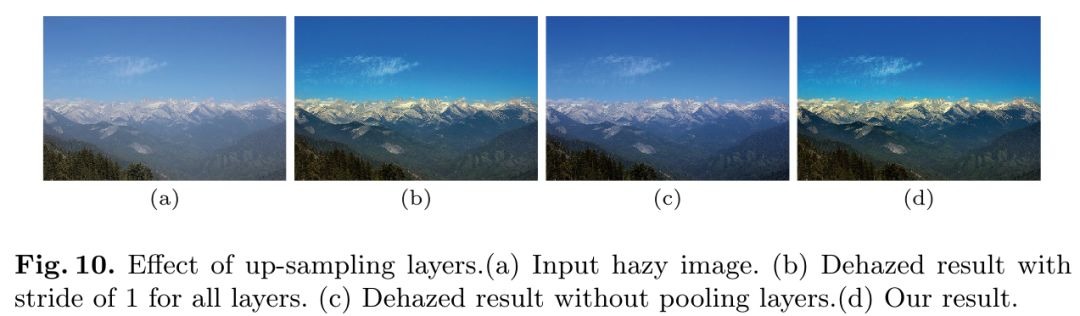 (a) (b) (c) (d)
Fig. 10. Effect of up-sampling layers.(a) Input hazy image. (b) Dehazed result with
stride of 1 for all layers. (c) Dehazed result without pooling layers.(d) Our result.